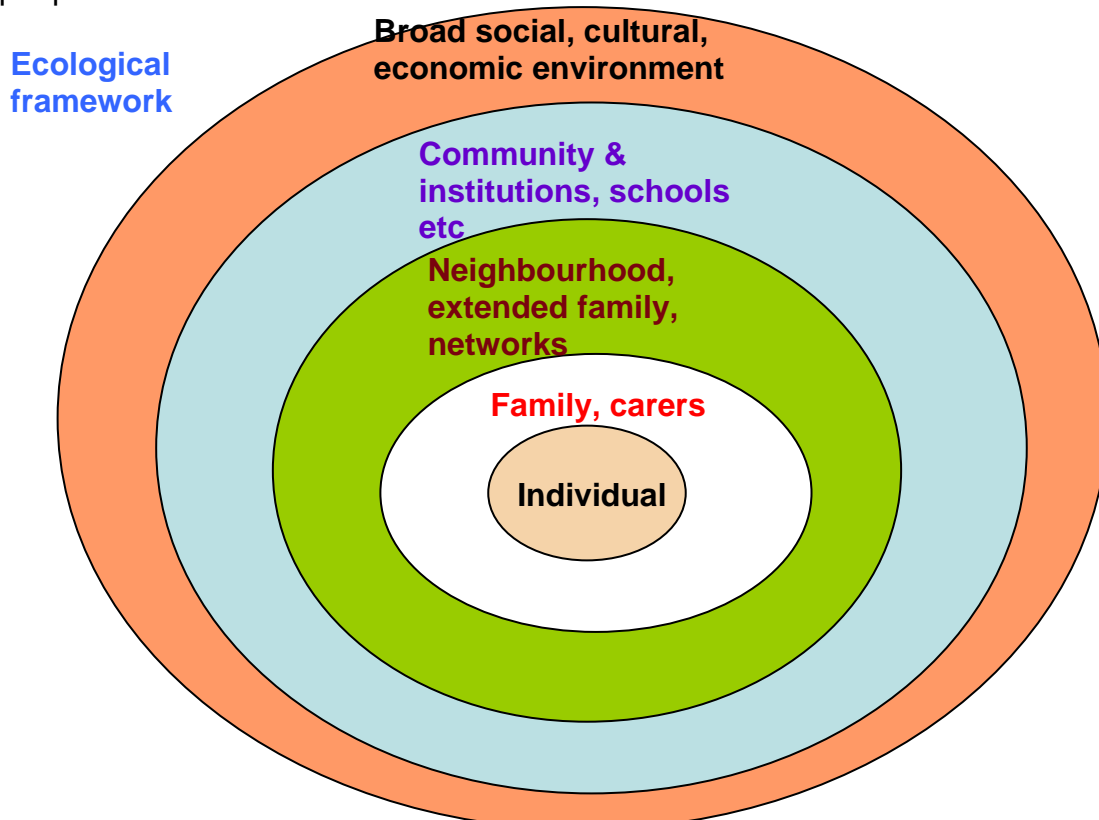 Ecological
framework
Broad social, cultural,
economic environment
Community &
institutions, schools
etc
Neighbourhood,
extended family,
networks
Family, carers
Individual